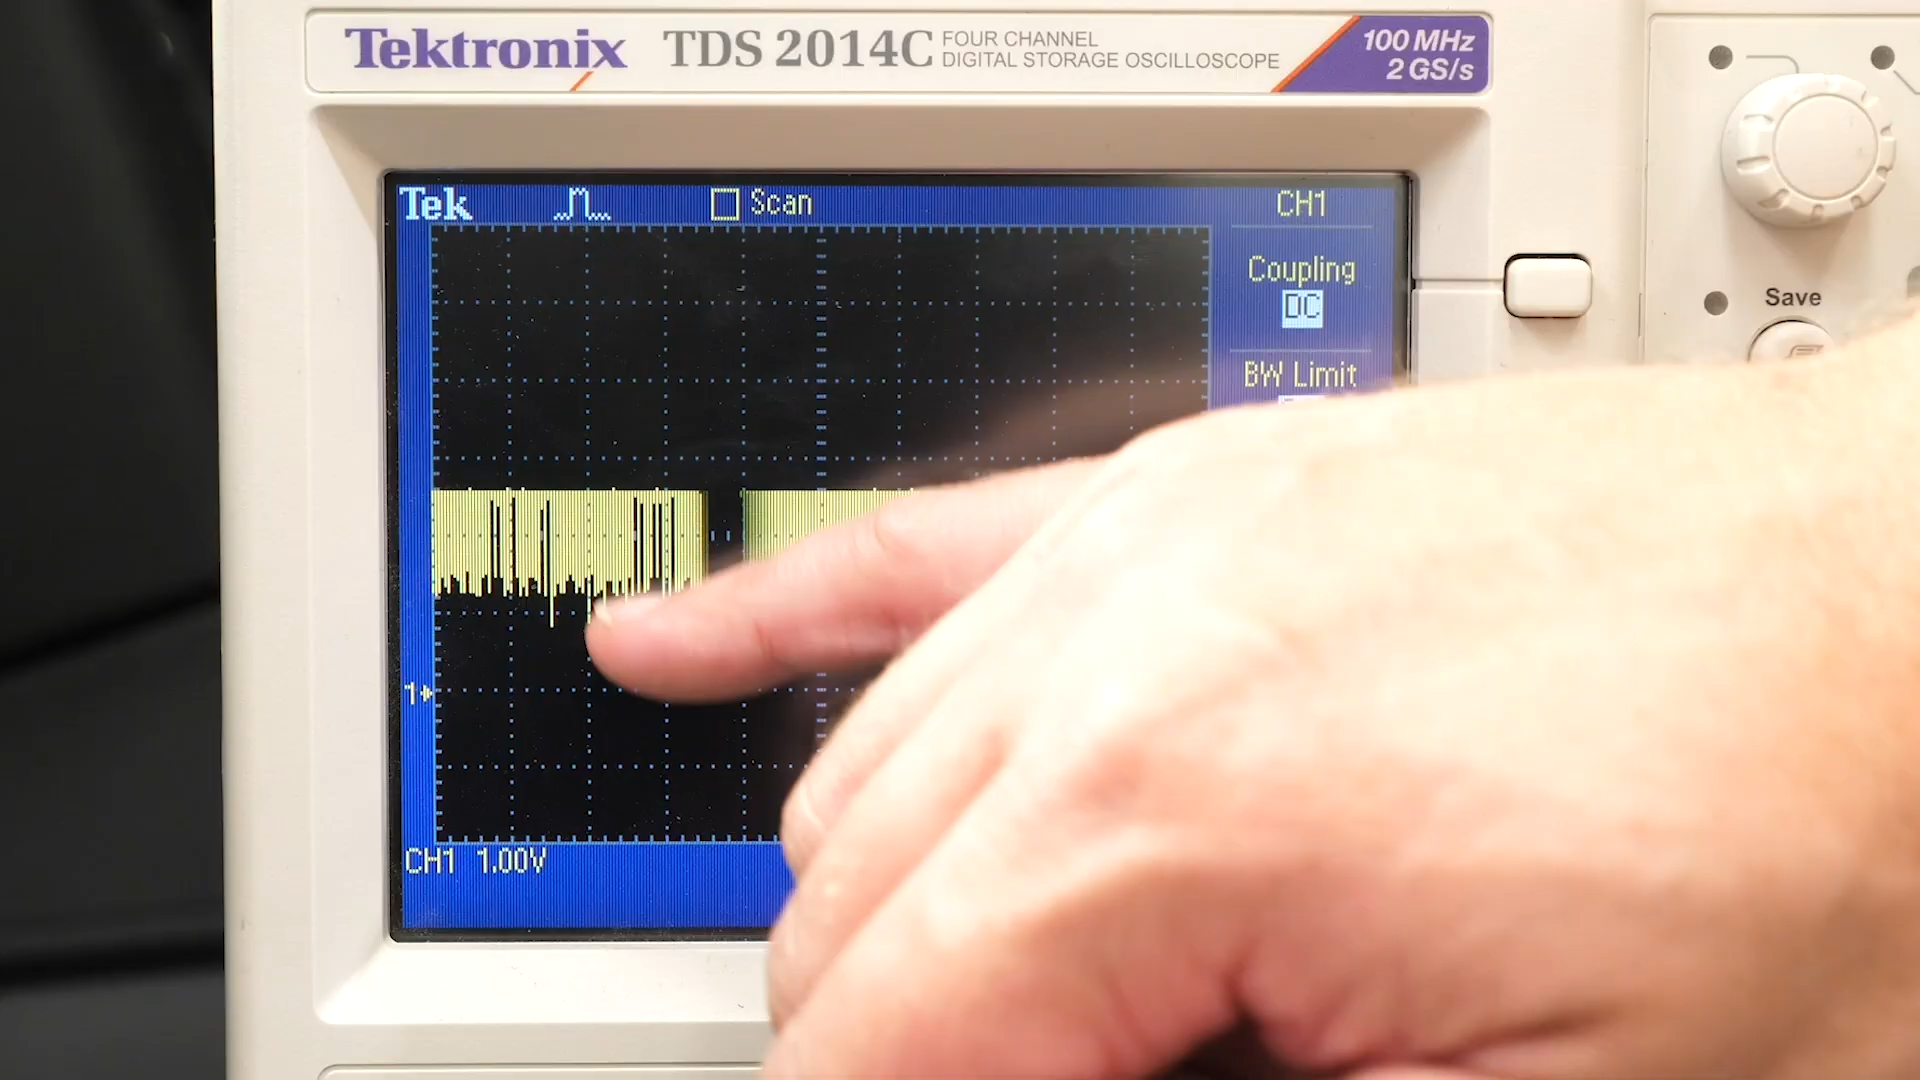 Tektronix TDS 2014C FOUR CHANNEL
DIGITAL STORAGE OSCILLOSCOPE
100 MHz
2 GS/s
Tek Scan CH1
Coupling
DC
BW Limit
Save
1
CH1 1.00V